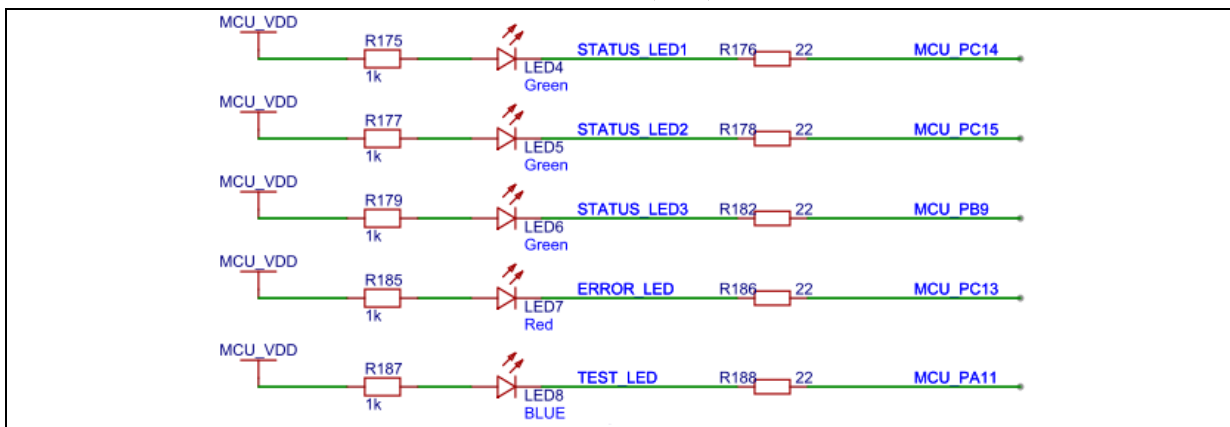 MCU_VDD
R175
1k
LED4
Green
STATUS_LED1
R176
22
MCU_PC14
MCU_VDD
R177
1k
LED5
Green
STATUS_LED2
R178
22
MCU_PC15
MCU_VDD
R179
1k
LED6
Green
STATUS_LED3
R182
22
MCU_PB9
MCU_VDD
R185
1k
LED7
Red
ERROR_LED
R186
22
MCU_PC13
MCU_VDD
R187
1k
LED8
BLUE
TEST_LED
R188
22
MCU_PA11